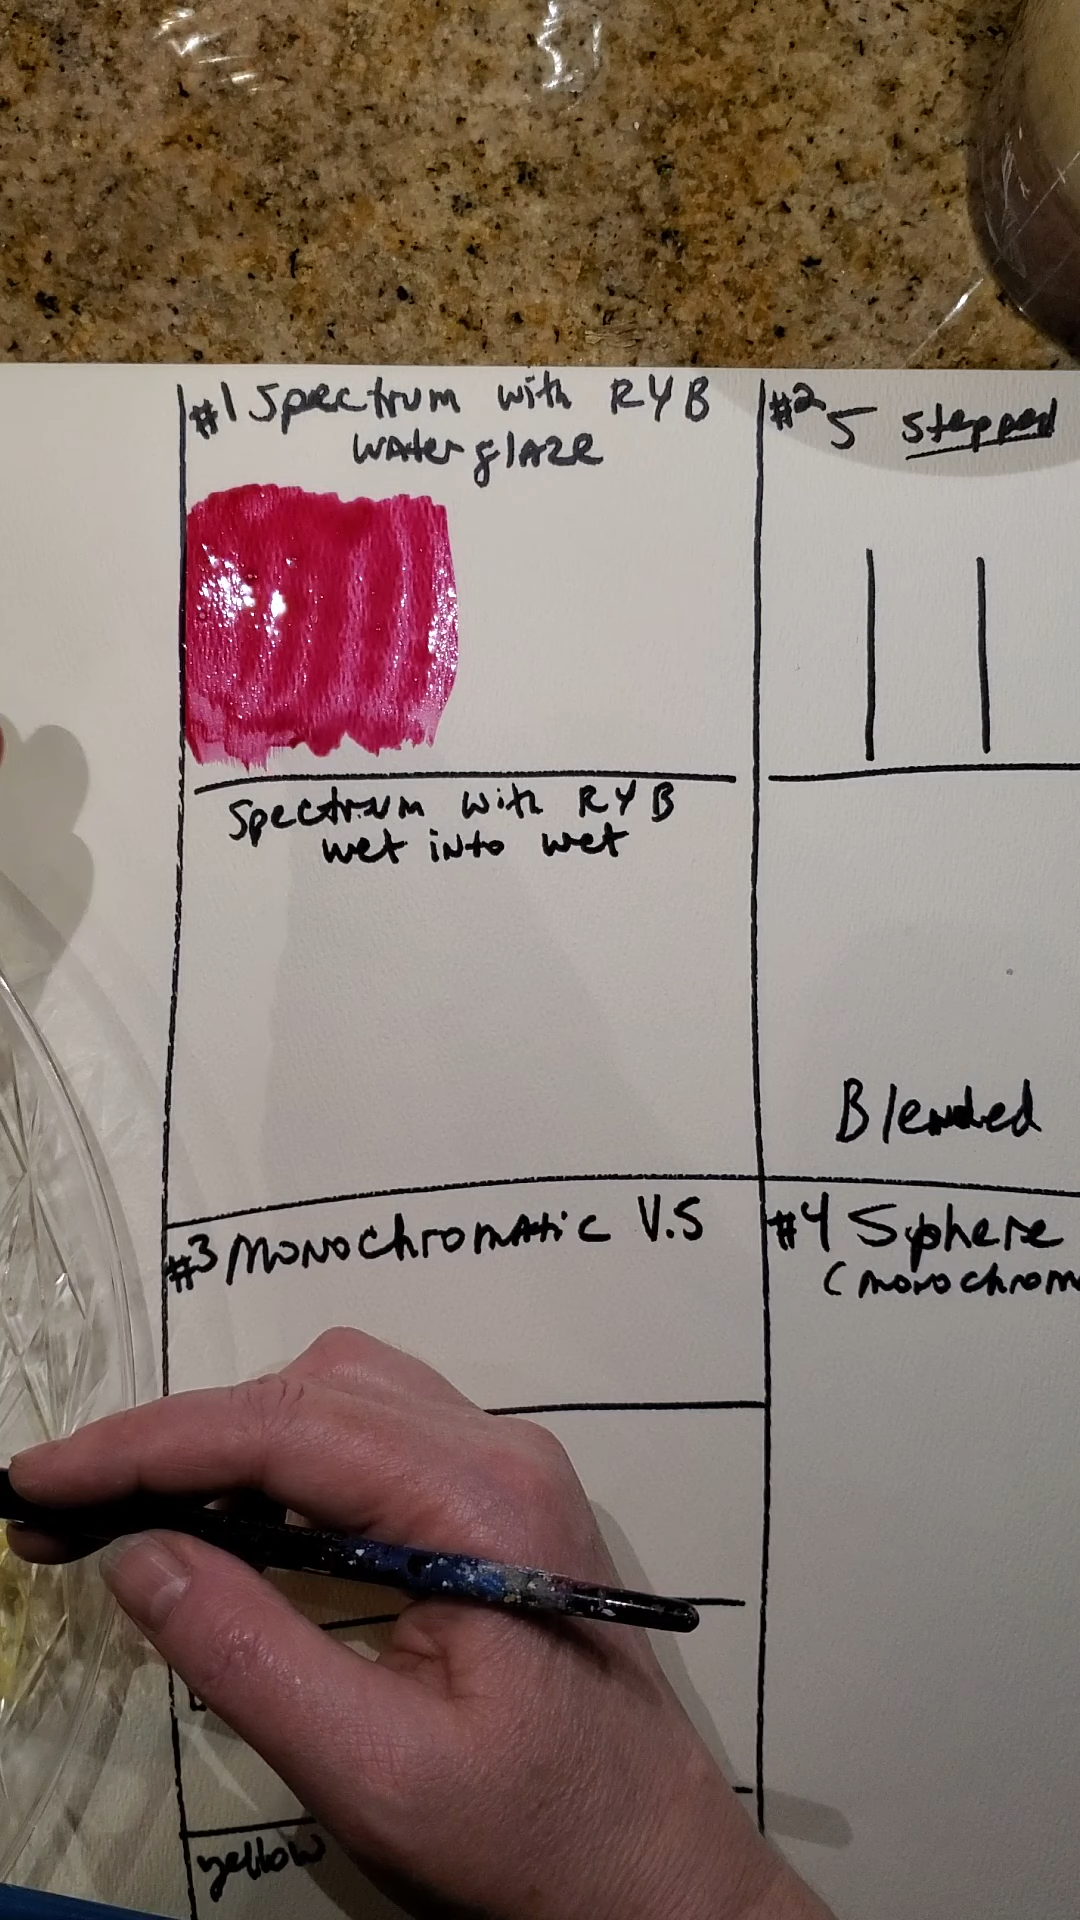 #1 Spectrum with RYB
water glaze
#2 5 stepped
Spectrum with RYB
wet into wet
Blended
#3 Monochromatic V.S
#4 Sphere
(monochrom
yellow